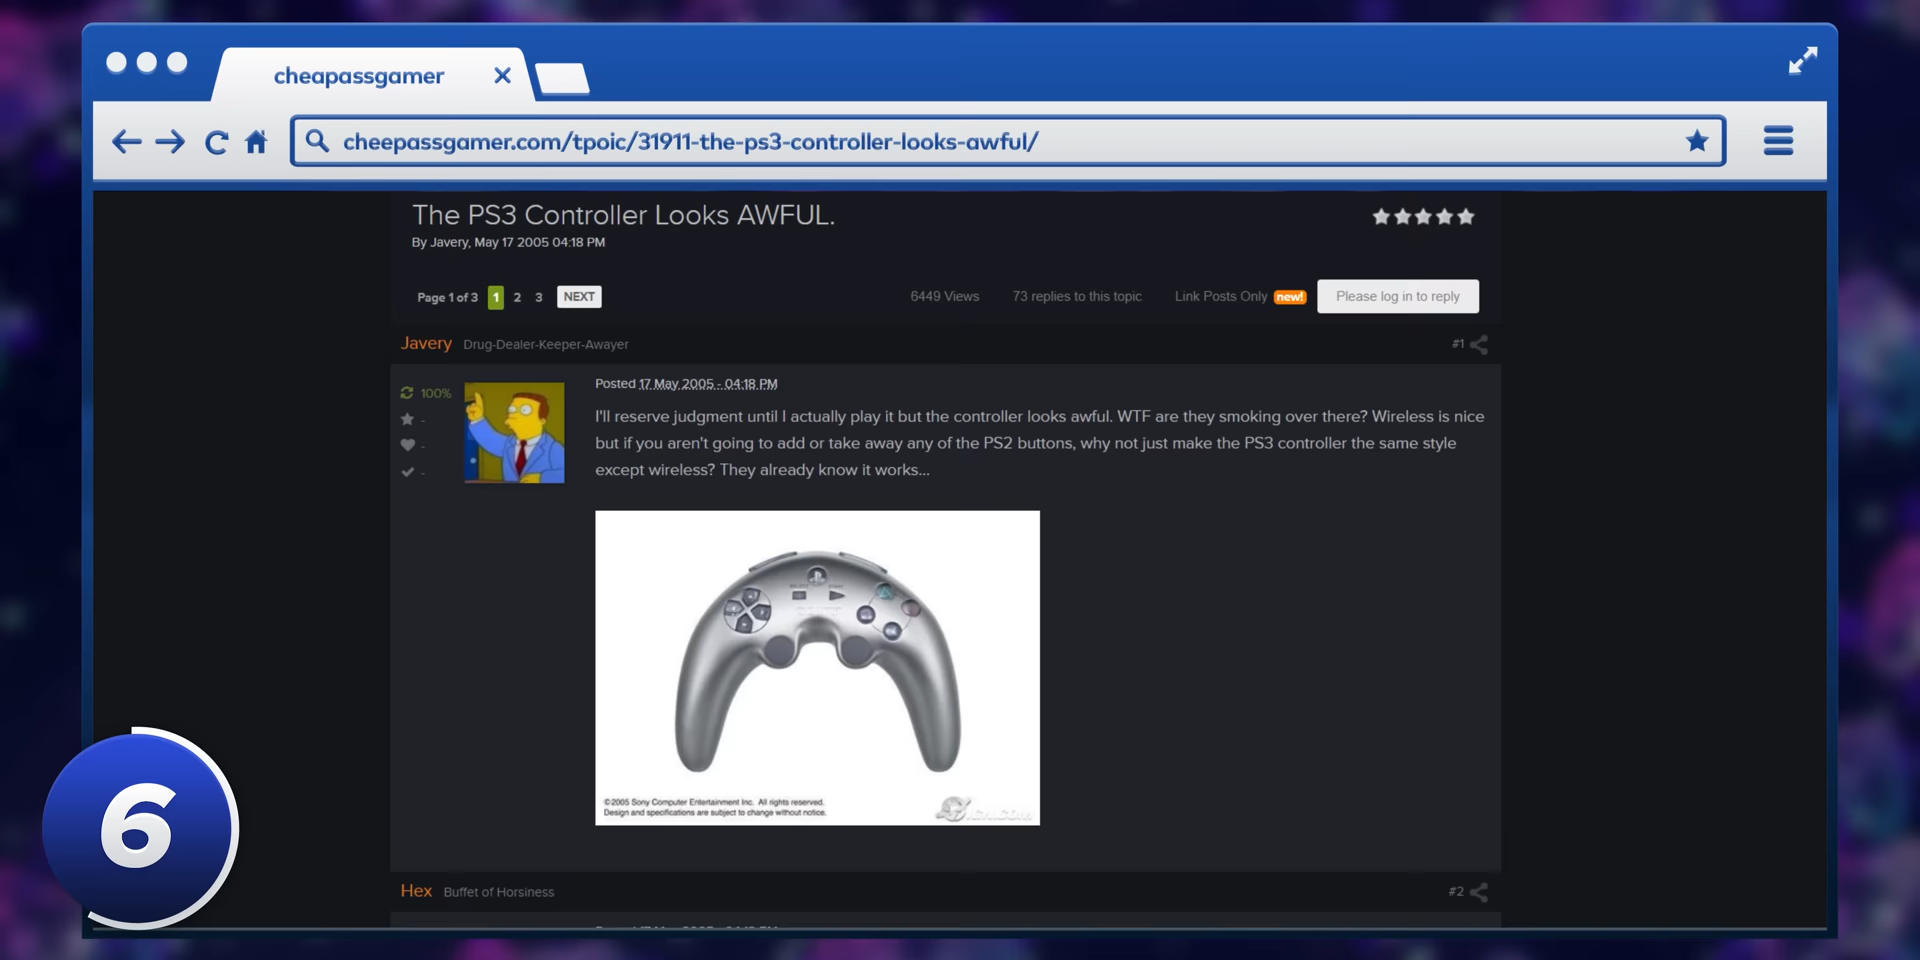 cheapassgamer
cheepassgamer.com/tpoic/31911-the-ps3-controller-looks-awful/
The PS3 Controller Looks AWFUL.
By Javery, May 17 2005 04:18 PM
Page 1 of 3 1 2 3 NEXT
6449 Views 73 replies to this topic Link Posts Only new! Please log in to reply
Javery Drug-Dealer-Keeper-Awayer #1
100%
Posted 17 May 2005 - 04:18 PM
I'll reserve judgment until I actually play it but the controller looks awful. WTF are they smoking over there? Wireless is nice
but if you aren't going to add or take away any of the PS2 buttons, why not just make the PS3 controller the same style
except wireless? They already know it works...
©2005 Sony Computer Entertainment Inc. All rights reserved.
Design and specifications are subject to change without notice.
IGN.COM
6
Hex Buffet of Horsiness #2